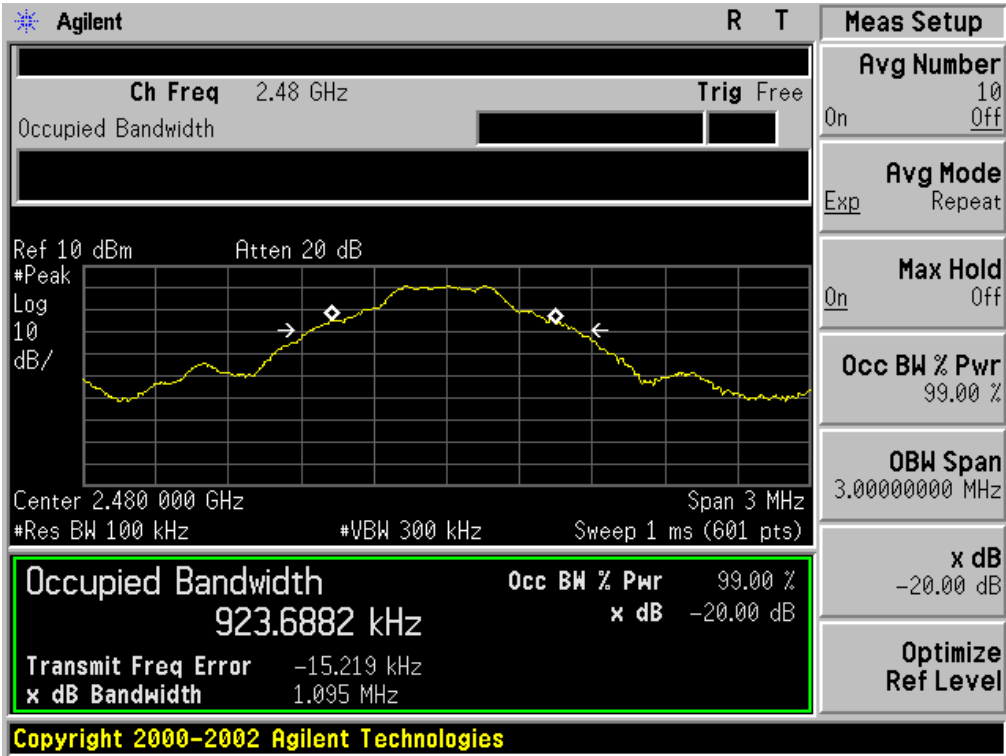 Agilent R T
Ch Freq 2.48 GHz Trig Free
Occupied Bandwidth
Ref 10 dBm Atten 20 dB
#Peak
Log
10
dB/
Center 2.480 000 GHz Span 3 MHz
#Res BW 100 kHz #VBW 300 kHz Sweep 1 ms (601 pts)
Occupied Bandwidth
923.6882 kHz
Occ BW % Pwr 99.00 %
x dB -20.00 dB
Transmit Freq Error -15.219 kHz
x dB Bandwidth 1.095 MHz
Copyright 2000-2002 Agilent Technologies
Meas Setup
Avg Number
10
On Off
Avg Mode
Exp Repeat
Max Hold
On Off
Occ BW % Pwr
99.00 %
OBW Span
3.00000000 MHz
x dB
-20.00 dB
Optimize
Ref Level